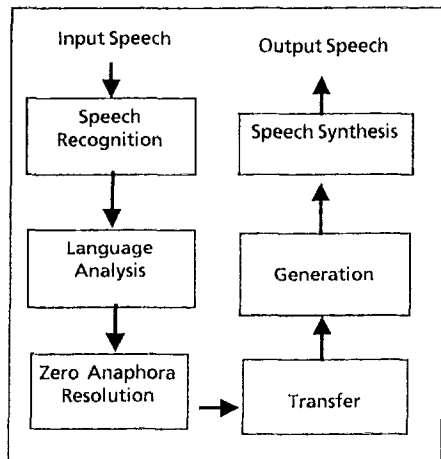 Input Speech
Speech
Recognition
Language
Analysis
Zero Anaphora
Resolution
Transfer
Generation
Speech Synthesis
Output Speech